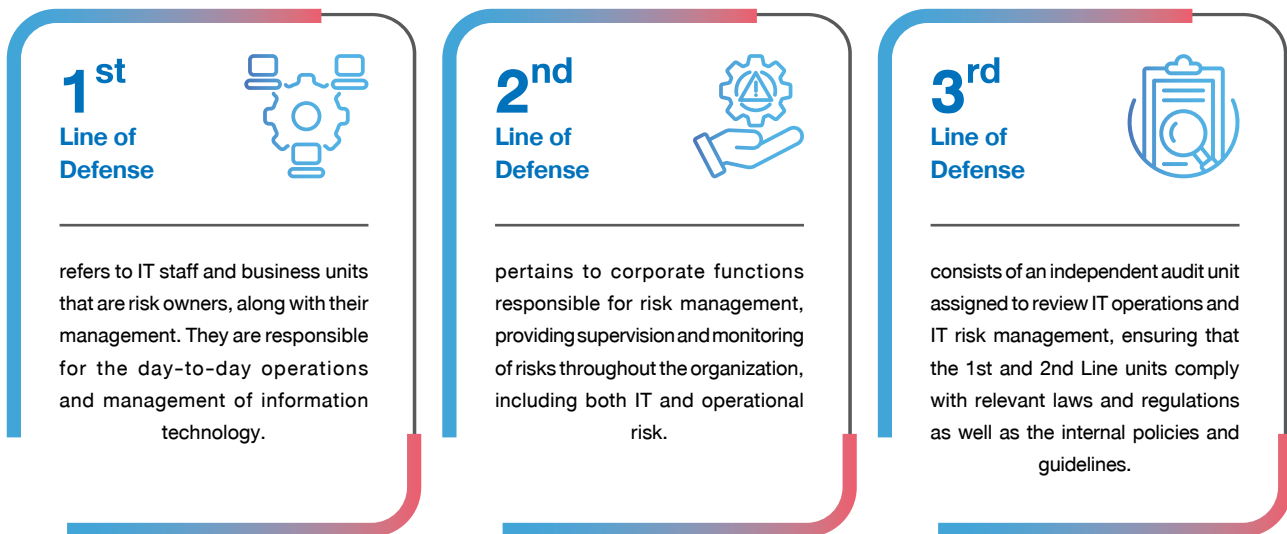 1st
Line of
Defense
refers to IT staff and business units
that are risk owners, along with their
management. They are responsible
for the day-to-day operations
and management of information
technology.
2nd
Line of
Defense
pertains to corporate functions
responsible for risk management,
providing supervision and monitoring
of risks throughout the organization,
including both IT and operational
risk.
3rd
Line of
Defense
consists of an independent audit unit
assigned to review IT operations and
IT risk management, ensuring that
the 1st and 2nd Line units comply
with relevant laws and regulations
as well as the internal policies and
guidelines.